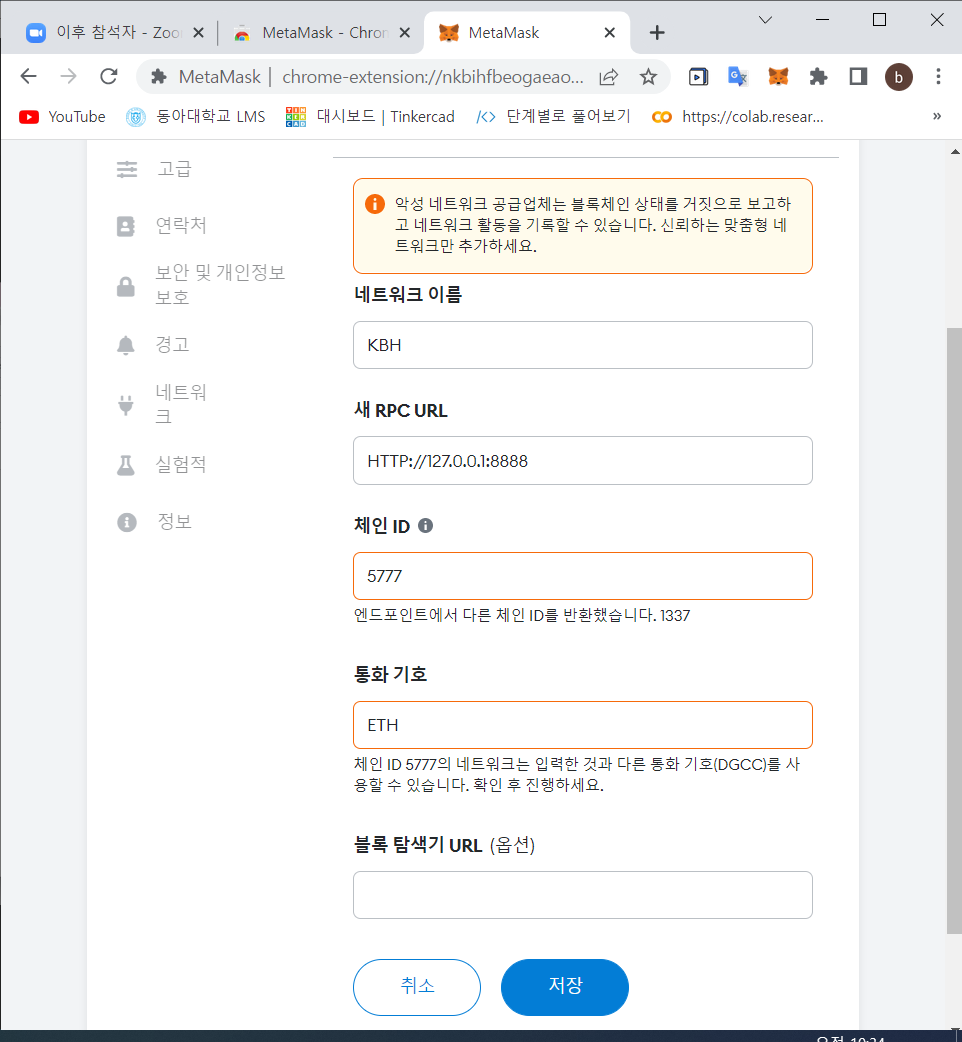 이후 참석자 - Zoo
MetaMask - Chron
MetaMask
MetaMask | chrome-extension://nkbihfbeogaeao...
b
YouTube
동아대학교 LMS
대시보드 | Tinkercad
단계별로 풀어보기
https://colab.resear...
»
고급
연락처
보안 및 개인정보
보호
경고
네트워
크
실험적
정보
악성 네트워크 공급업체는 블록체인 상태를 거짓으로 보고하
고 네트워크 활동을 기록할 수 있습니다. 신뢰하는 맞춤형 네
트워크만 추가하세요.
네트워크 이름
KBH
새 RPC URL
HTTP://127.0.0.1:8888
체인 ID
5777
엔드포인트에서 다른 체인 ID를 반환했습니다. 1337
통화 기호
ETH
체인 ID 5777의 네트워크는 입력한 것과 다른 통화 기호(DGCC)를 사
용할 수 있습니다. 확인 후 진행하세요.
블록 탐색기 URL (옵션)
취소
저장